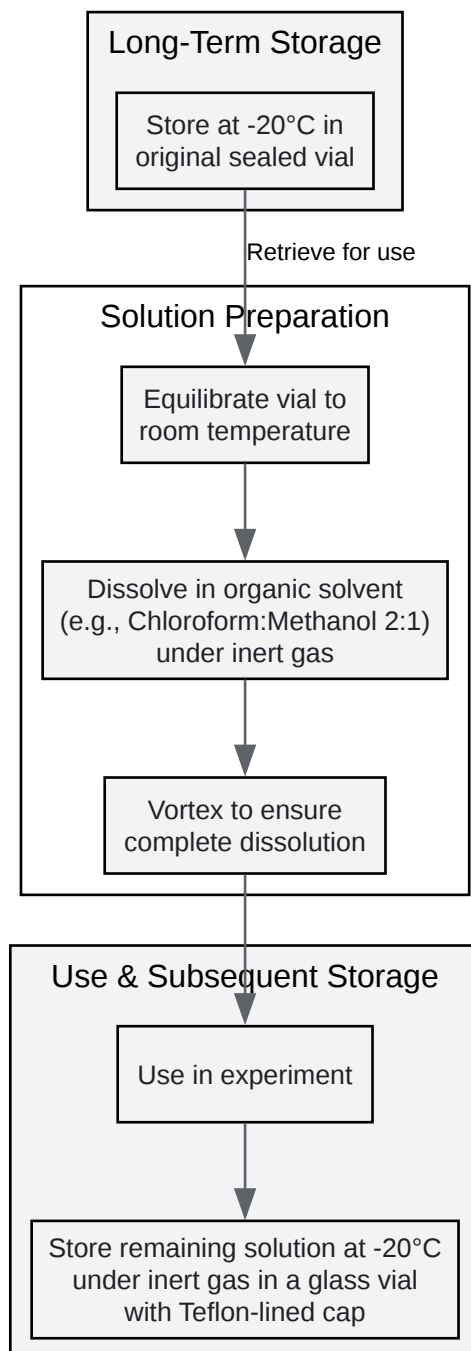 Long-Term Storage
Store at -20°C in
original sealed vial
Retrieve for use
Solution Preparation
Equilibrate vial to
room temperature
Dissolve in organic solvent
(e.g., Chloroform:Methanol 2:1)
under inert gas
Vortex to ensure
complete dissolution
Use & Subsequent Storage
Use in experiment
Store remaining solution at -20°C
under inert gas in a glass vial
with Teflon-lined cap